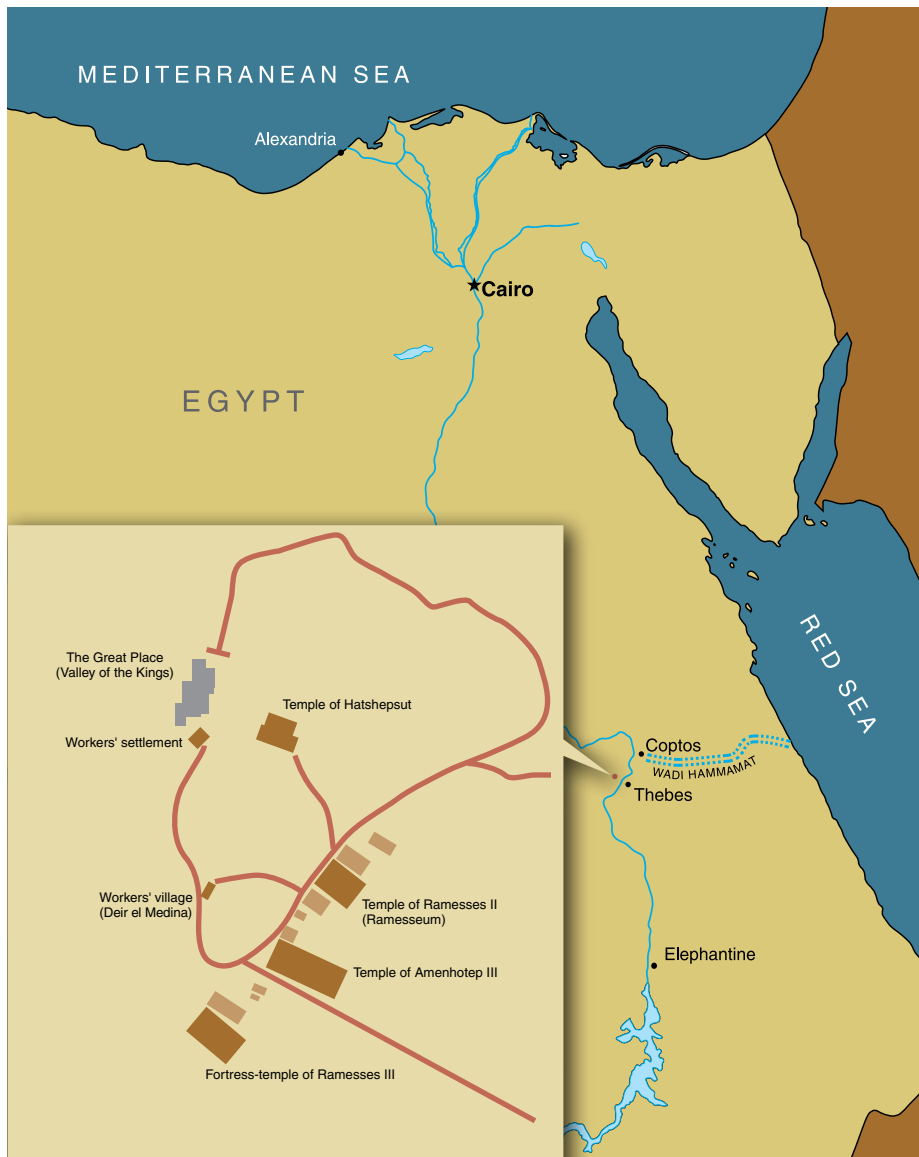 MEDITERRANEAN SEA
Alexandria
Cairo
EGYPT
RED SEA
The Great Place
(Valley of the Kings)
Temple of Hatshepsut
Workers' settlement
Coptos
WADI HAMMAMAT
Thebes
Workers' village
(Deir el Medina)
Temple of Ramesses II
(Ramesseum)
Temple of Amenhotep III
Elephantine
Fortress-temple of Ramesses III